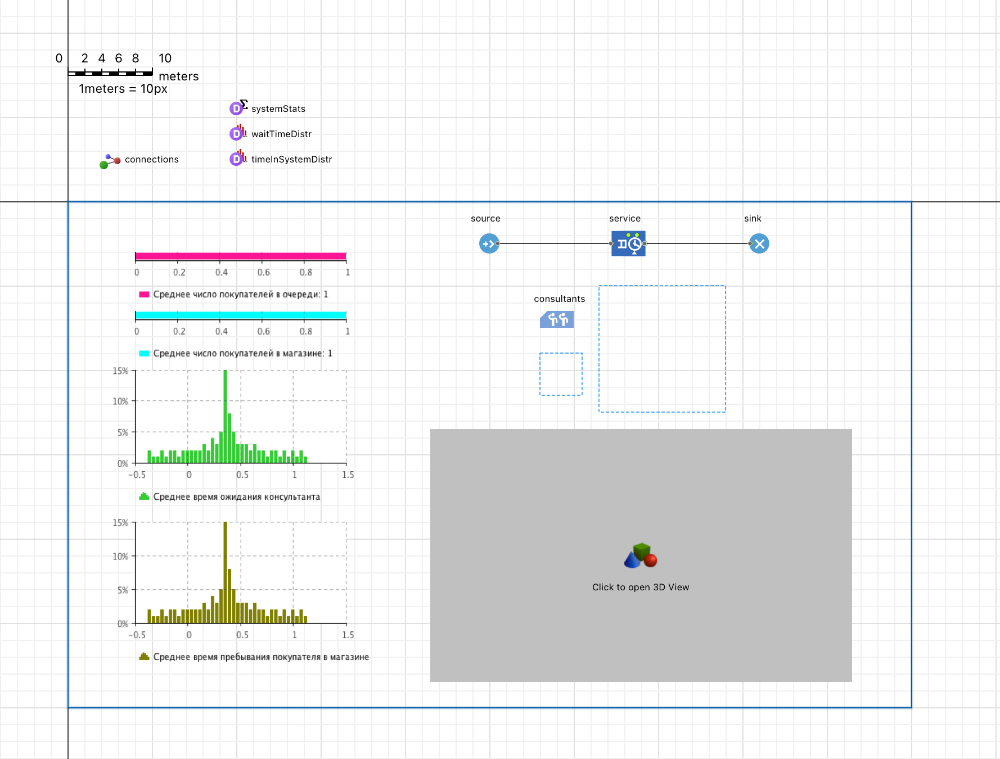 0 2 4 6 8 10
meters
1meters = 10px
systemStats
waitTimeDistr
connections
timeInSystemDistr
source
service
sink
0 0.2 0.4 0.6 0.8 1
Среднее число покупателей в очереди: 1
consultants
0 0.2 0.4 0.6 0.8 1
Среднее число покупателей в магазине: 1
15%
10%
5%
0%
-0.5 0 0.5 1 1.5
Среднее время ожидания консультанта
15%
10%
5%
0%
-0.5 0 0.5 1 1.5
Среднее время пребывания покупателя в магазине
Click to open 3D View